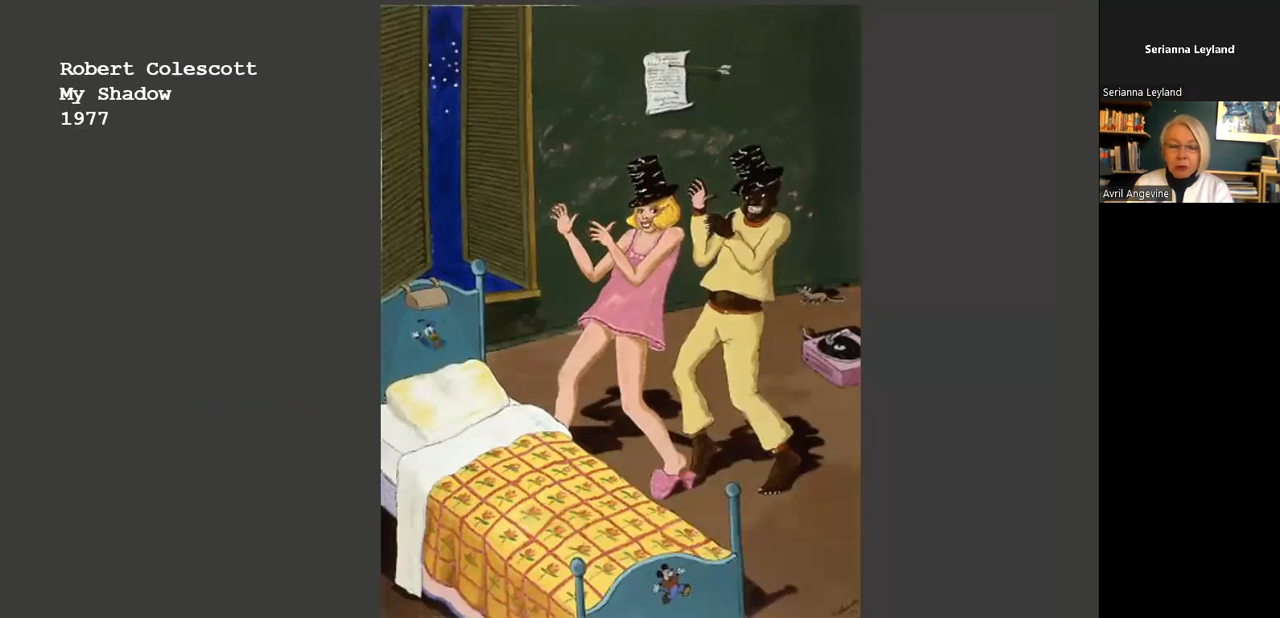 Robert Colescott
My Shadow
1977
Serianna Leyland
Serianna Leyland
Avril Angevine